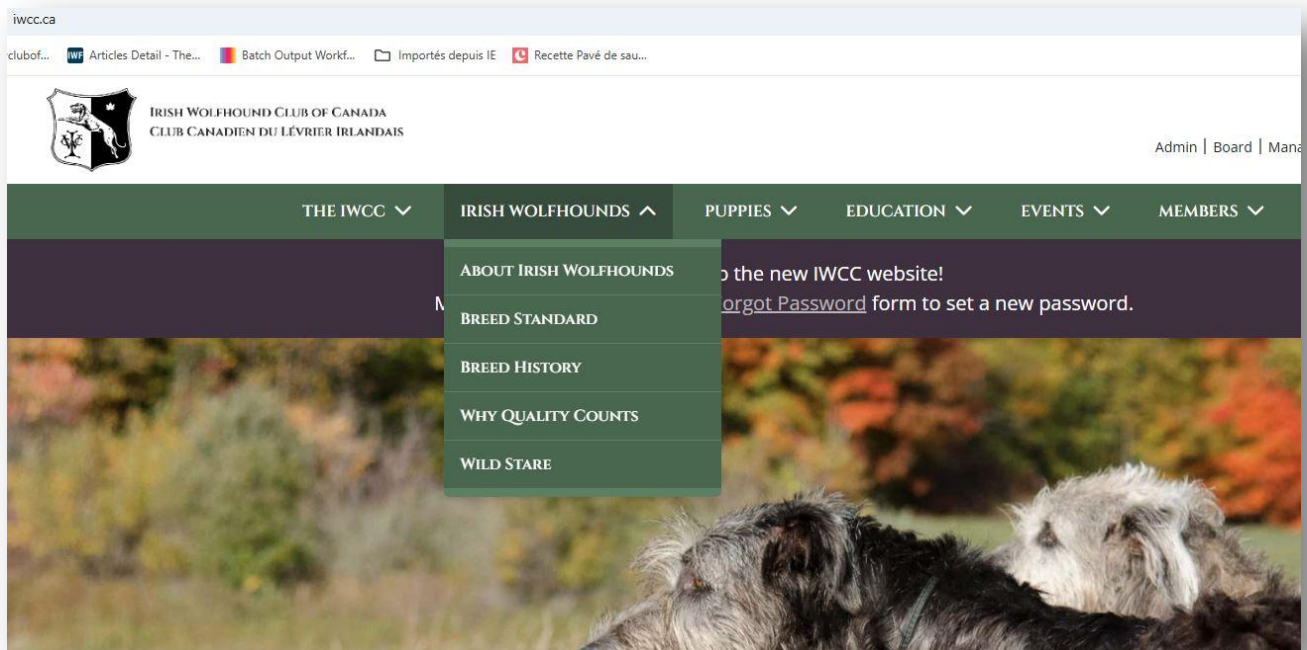 iwcc.ca
clubof...
IWF Articles Detail - The...
Batch Output Workf...
Importés depuis IE
Recette Pavé de sau...
IRISH WOLFHOUND CLUB OF CANADA
CLUB CANADIEN DU LÉVRIER IRLANDAIS
Admin | Board | Mana
THE IWCC
IRISH WOLFHOUNDS
PUPPIES
EDUCATION
EVENTS
MEMBERS
ABOUT IRISH WOLFHOUNDS
BREED STANDARD
BREED HISTORY
WHY QUALITY COUNTS
WILD STARE
the new IWCC website!
orgot Password form to set a new password.